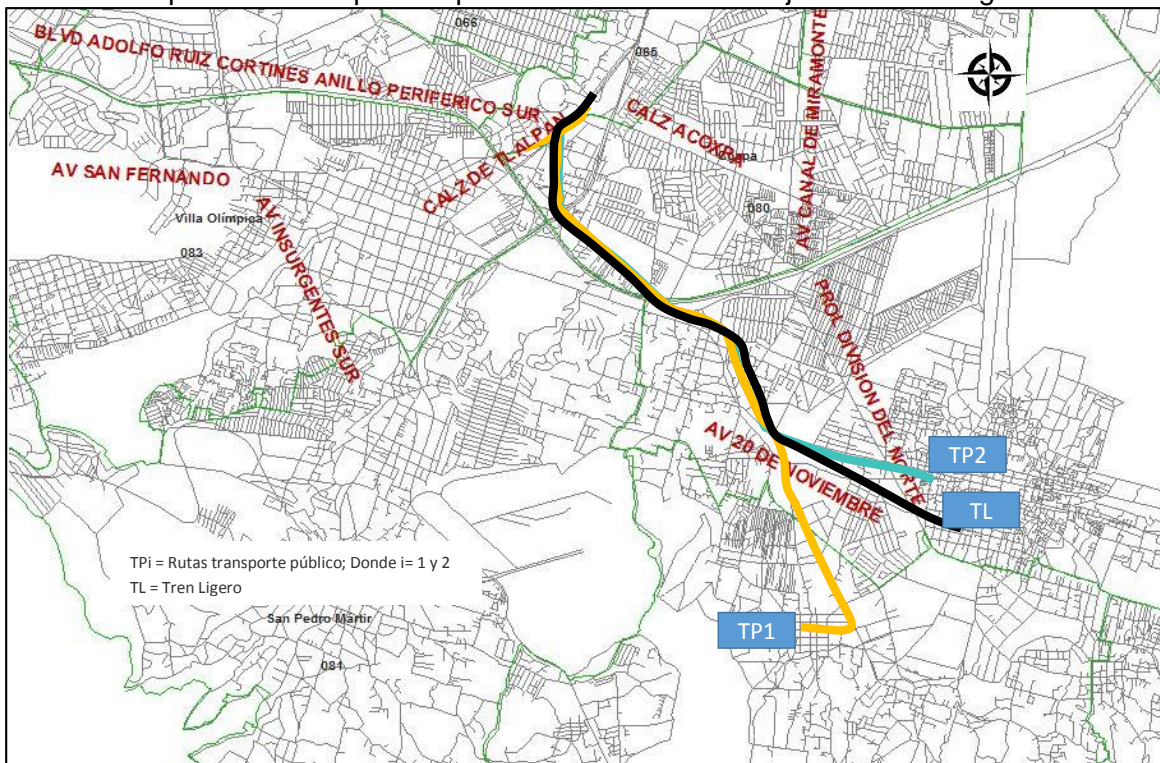 066
065
BLVD ADOLFO RUIZ CORTINES ANILLO PERIFERICO SUR
CALZ DE TLALPAN
CALZ ACOXPA
AV CANAL DE MIRAMONTE
AV SAN FERNANDO
Villa Olímpica
083
080
AV INSURGENTES SUR
PROL DIVISION DEL NORTE
AV 20 DE NOVIEMBRE
TP2
TL
TPi = Rutas transporte público; Donde i= 1 y 2
TL = Tren Ligero
San Pedro Mártir
TP1
081